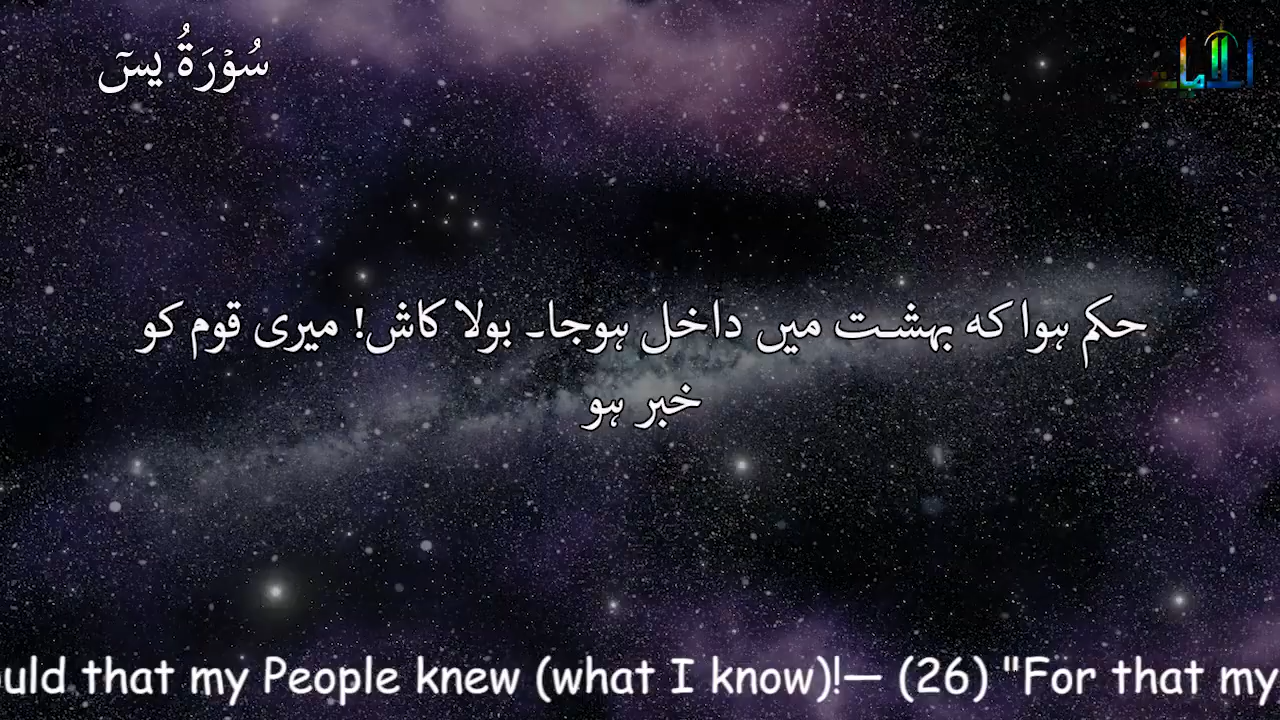 سُوۡرَةُ يسٓ
حکم ہوا کہ بہشت میں داخل ہوجا۔ بولا کاش! میری قوم کو
خبر ہو
uld that my People knew (what I know)!— (26) "For that my